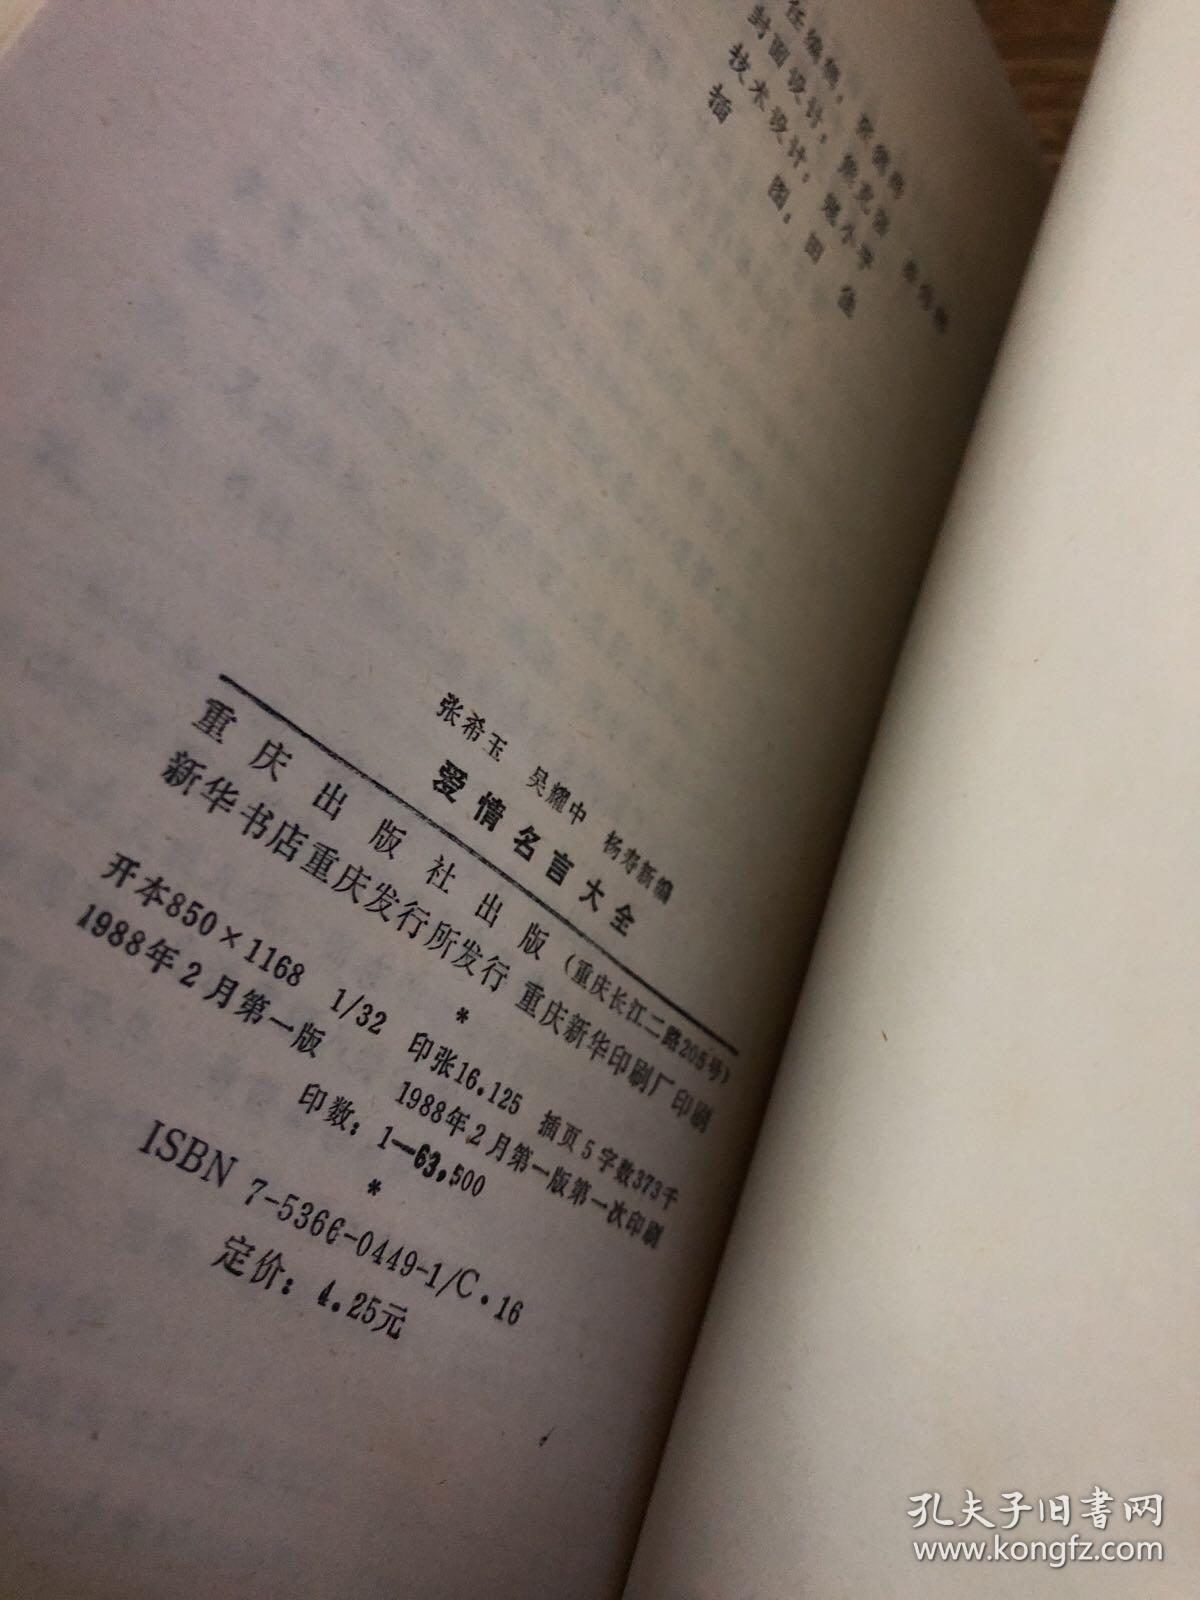 封面设计：
技术设计：
插 图：田
张希玉 吴耀中 杨寿新编
爱情名言大全
重庆出版社出版（重庆长江二路205号）
新华书店重庆发行所发行 重庆新华印刷厂印刷
*
开本850×1168 1/32 印张16.125 插页5字数373千
1988年2月第一版 1988年2月第一版第一次印刷
印数：1—63,500
*
ISBN 7-5366-0449-1/C·16
定价：4.25元
孔夫子旧书网
www.kongfz.com